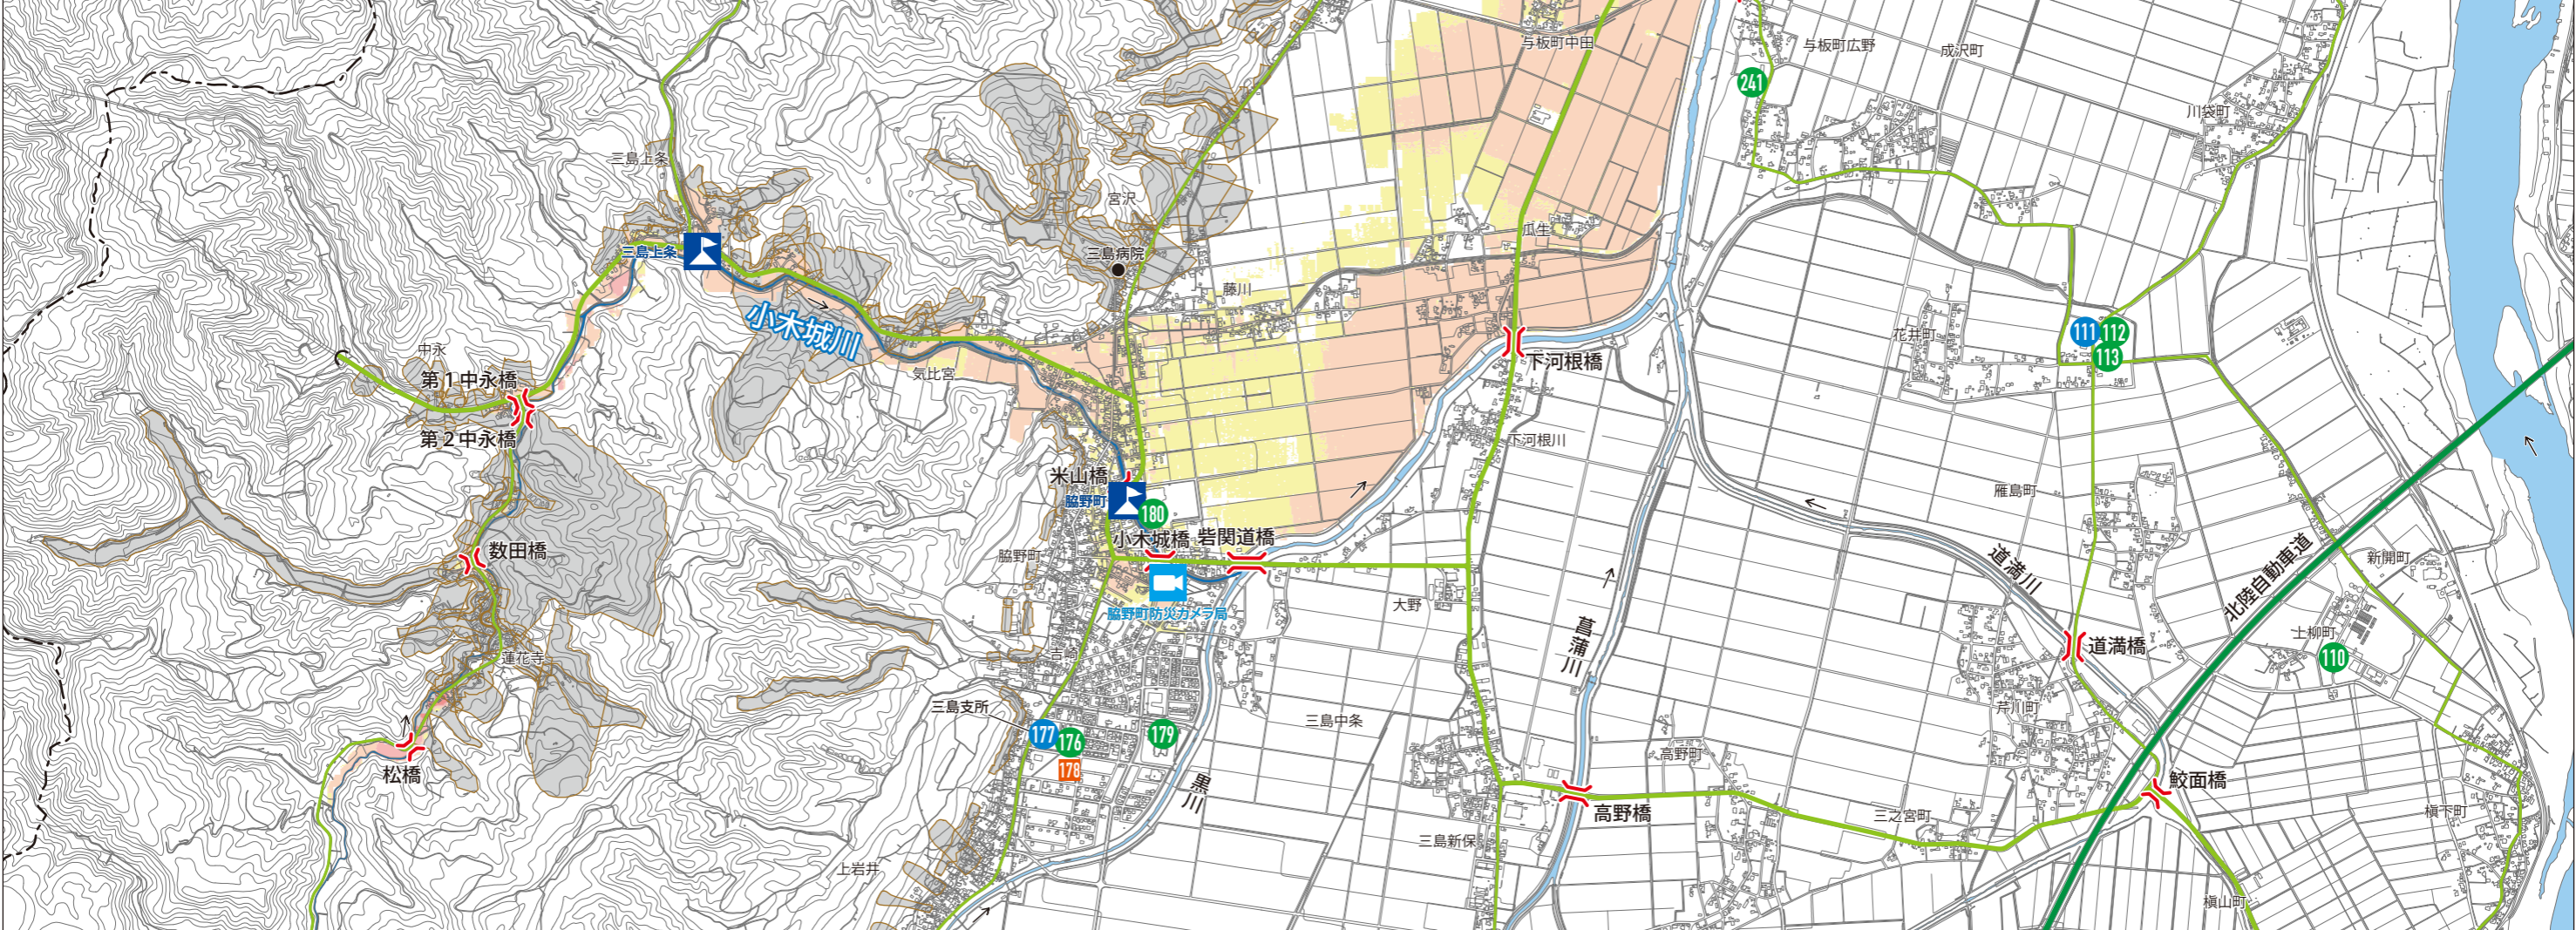 与板町中田
与板町広野
成沢町
241
川袋町
三島上条
宮沢
瓜生
三島上条
三島病院
藤川
小木城川
111
112
113
花井町
中永
気比宮
下河根橋
第1中永橋
第2中永橋
下河根川
米山橋
脇野町
180
雁島町
小木城橋
砦関道橋
数田橋
脇野町
道満川
北陸自動車道
新開町
脇野町防災カメラ局
大野
菖蒲川
士柳町
110
道満橋
蓮花寺
吉崎
三島支所
177
176
178
179
三島中条
芹川町
松橋
黒川
高野町
鮫面橋
高野橋
三之宮町
槇下町
三島新保
上岩井
槇山町